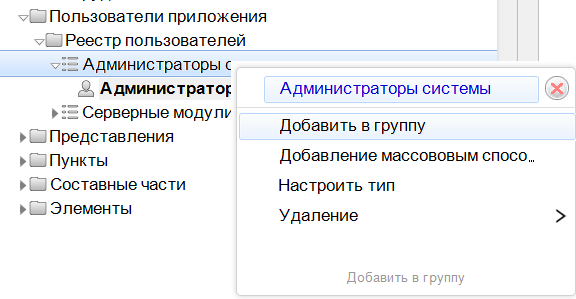 Пользователи приложения
Реестр пользователей
Администраторы с
Администратор
Серверные модули
Представления
Пункты
Составные части
Элементы
Администраторы системы
Добавить в группу
Добавление массововым спосо...
Настроить тип
Удаление
Добавить в группу